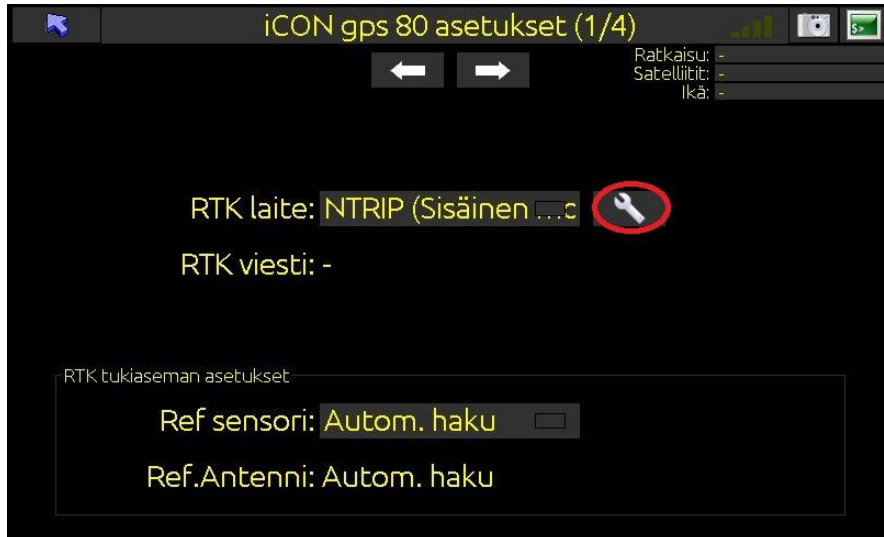 iCON gps 80 asetukset (1/4)
Ratkaisu: -
Satelliitit: -
Ikä: -
RTK laite: NTRIP (Sisäinen ...c
RTK viesti: -
RTK tukiaseman asetukset
Ref sensori: Autom. haku
Ref.Antenni: Autom. haku